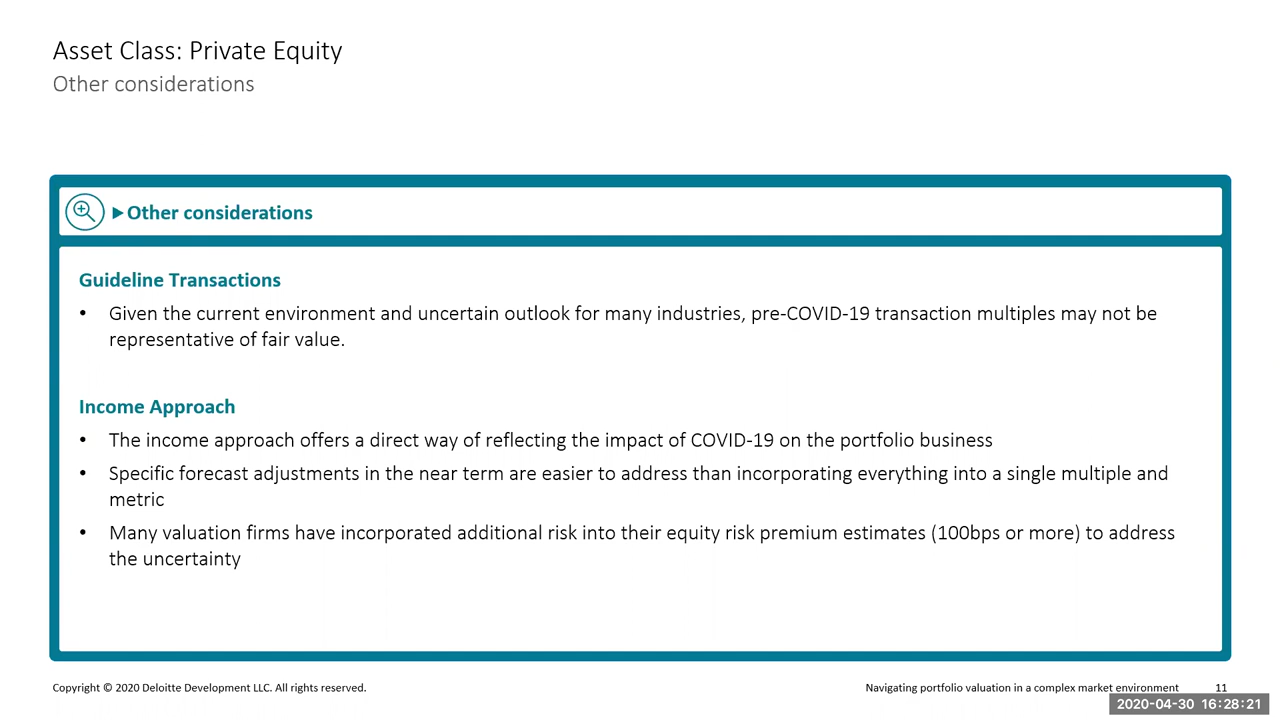 Asset Class: Private Equity
Other considerations
Other considerations
Guideline Transactions
• Given the current environment and uncertain outlook for many industries, pre-COVID-19 transaction multiples may not be
representative of fair value.
Income Approach
• The income approach offers a direct way of reflecting the impact of COVID-19 on the portfolio business
• Specific forecast adjustments in the near term are easier to address than incorporating everything into a single multiple and
metric
• Many valuation firms have incorporated additional risk into their equity risk premium estimates (100bps or more) to address
the uncertainty
Copyright © 2020 Deloitte Development LLC. All rights reserved.
Navigating portfolio valuation in a complex market environment 11
2020-04-30 16:28:21